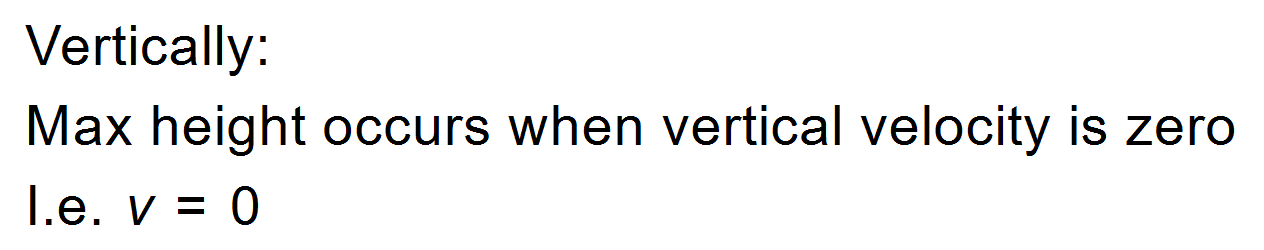 Vertically:
Max height occurs when vertical velocity is zero
I.e. v = 0